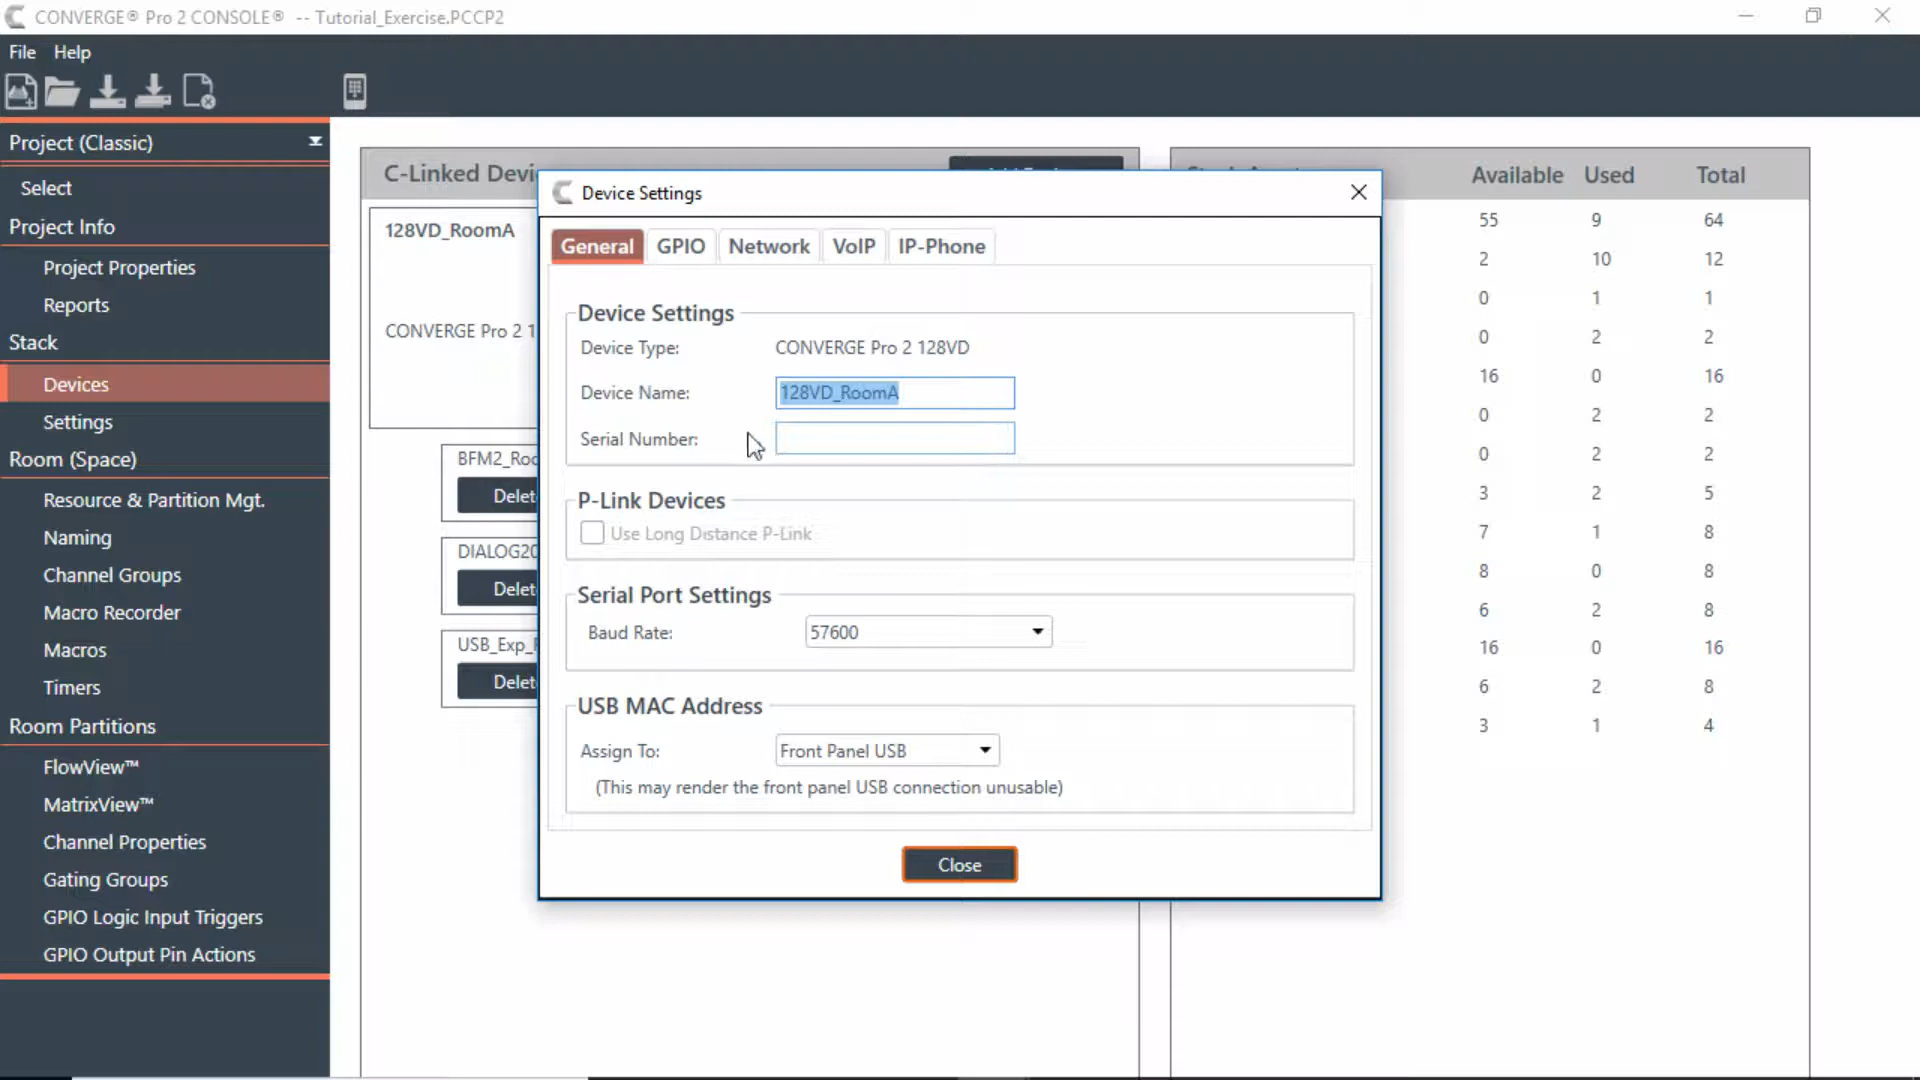 CONVERGE® Pro 2 CONSOLE® -- Tutorial_Exercise.PCCP2
File Help
Project (Classic)
Select
Project Info
Project Properties
Reports
Stack
Devices
Settings
Room (Space)
Resource & Partition Mgt.
Naming
Channel Groups
Macro Recorder
Macros
Timers
Room Partitions
FlowView™
MatrixView™
Channel Properties
Gating Groups
GPIO Logic Input Triggers
GPIO Output Pin Actions
C-Linked Devi
128VD_RoomA
CONVERGE Pro 2 1
BFM2_Roo
Delet
DIALOG20
Delet
USB_Exp_
Delet
Device Settings
General GPIO Network VoIP IP-Phone
Device Settings
Device Type: CONVERGE Pro 2 128VD
Device Name: 128VD_RoomA
Serial Number:
P-Link Devices
Use Long Distance P-Link
Serial Port Settings
Baud Rate: 57600
USB MAC Address
Assign To: Front Panel USB
(This may render the front panel USB connection unusable)
Close
Available Used Total
55 9 64
2 10 12
0 1 1
0 2 2
16 0 16
0 2 2
0 2 2
3 2 5
7 1 8
8 0 8
6 2 8
16 0 16
6 2 8
3 1 4